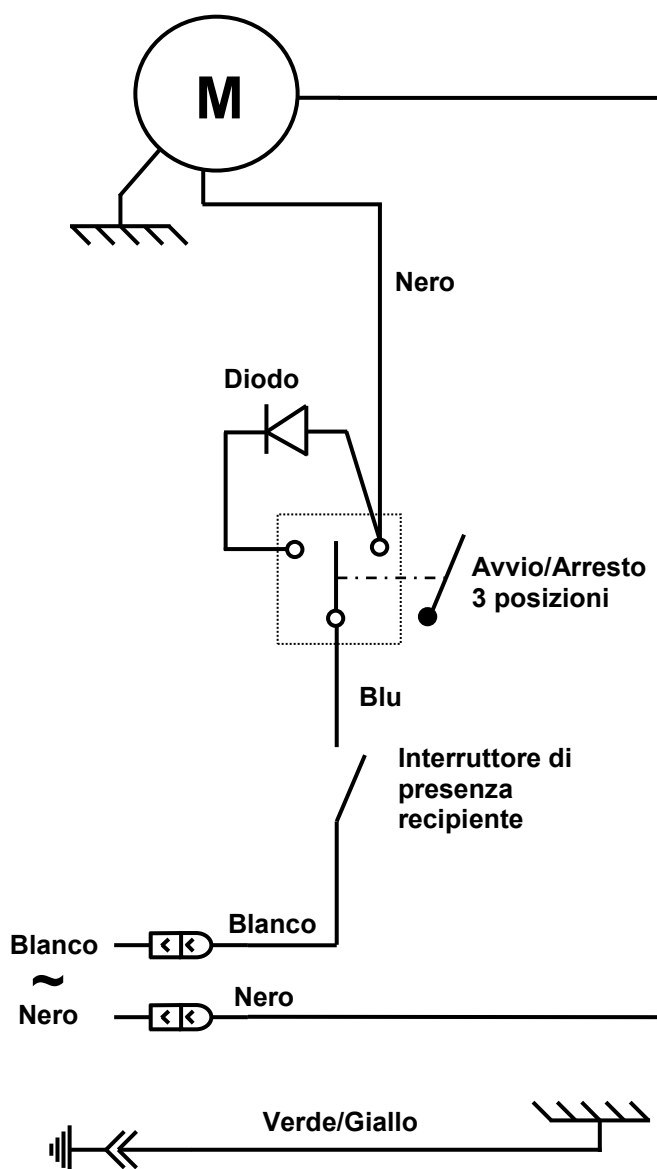 M
Nero
Diodo
Avvio/Arresto
3 posizioni
Blu
Interruttore di
presenza
recipiente
Blanco
Blanco
~
Nero
Nero
Verde/Giallo